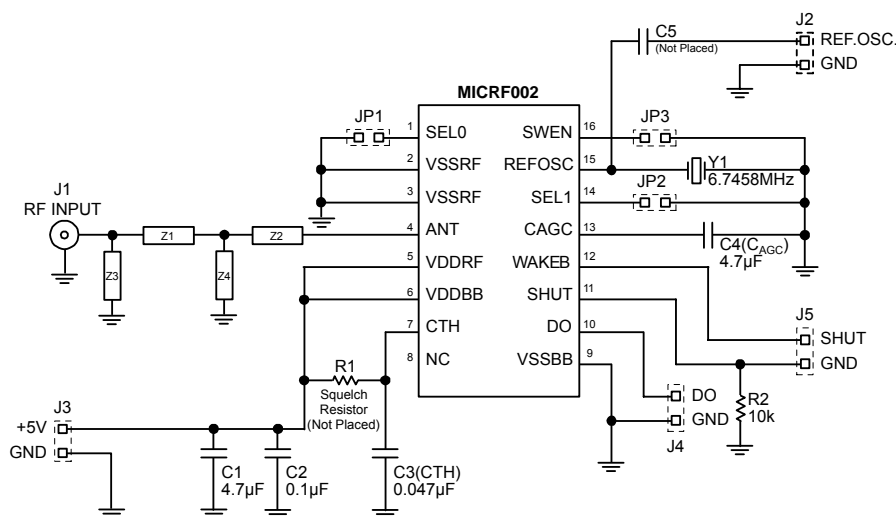 J2
C5
(Not Placed)
REF.OSC.
GND
MICRF002
JP1
JP3
1 SEL0
SWEN 16
2 VSSRF
REFOSC 15
Y1
6.7458MHz
3 VSSRF
SEL1 14
JP2
J1
RF INPUT
Z1
Z2
4 ANT
CAGC 13
C4(CAGC)
4.7µF
Z3
Z4
5 VDDRF
WAKEB 12
6 VDDBB
SHUT 11
J5
SHUT
GND
7 CTH
DO 10
8 NC
VSSBB 9
R1
Squelch
Resistor
(Not Placed)
R2
10k
DO
GND
J4
J3
+5V
GND
C1
4.7µF
C2
0.1µF
C3(CTH)
0.047µF